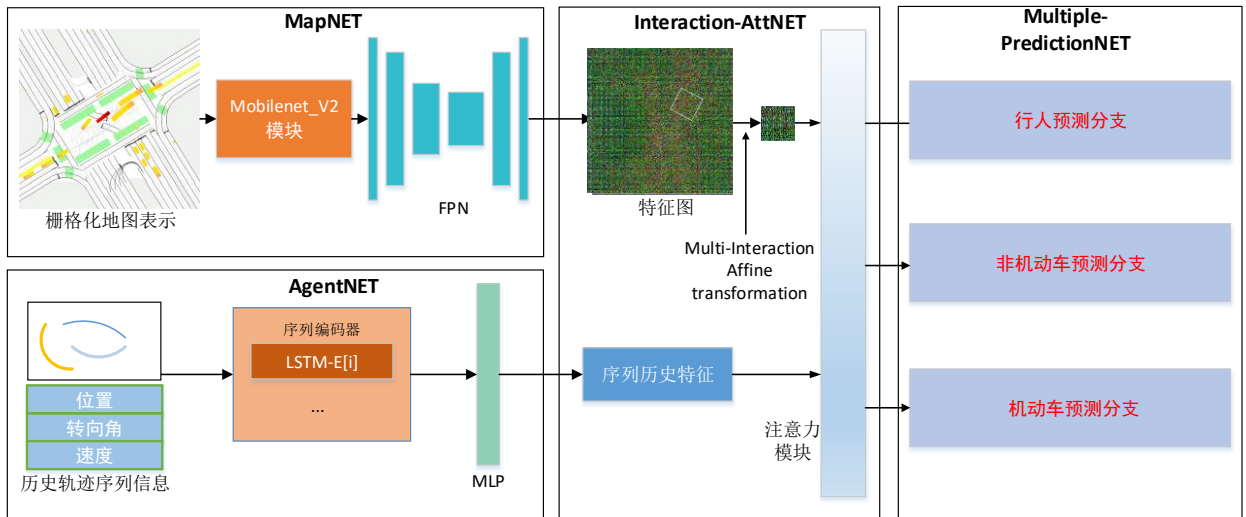 MapNET
Mobilenet_V2
模块
栅格化地图表示
FPN
AgentNET
序列编码器
LSTM-E[i]
...
位置
转向角
速度
历史轨迹序列信息
MLP
Interaction-AttNET
特征图
Multi-Interaction
Affine
transformation
序列历史特征
注意力
模块
Multiple-
PredictionNET
行人预测分支
非机动车预测分支
机动车预测分支